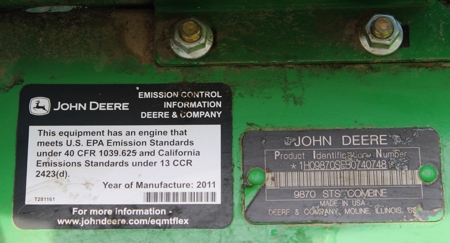 JOHN DEERE
EMISSION CONTROL
INFORMATION
DEERE & COMPANY
This equipment has an engine that
meets U.S. EPA Emission Standards
under 40 CFR 1039.625 and California
Emissions Standards under 13 CCR
2423(d).
Year of Manufacture: 2011
T281161
For more information -
www.johndeere.com/eqmtflex
JOHN DEERE
Product Identification Number
9870 STS COMBINE
MADE IN USA
DEERE & COMPANY, MOLINE, ILLINOIS,